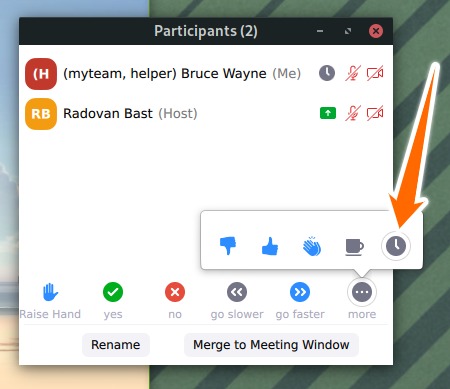 Participants (2)
(H (myteam, helper) Bruce Wayne (Me)
RB Radovan Bast (Host)
Raise Hand yes no go slower go faster more
Rename Merge to Meeting Window